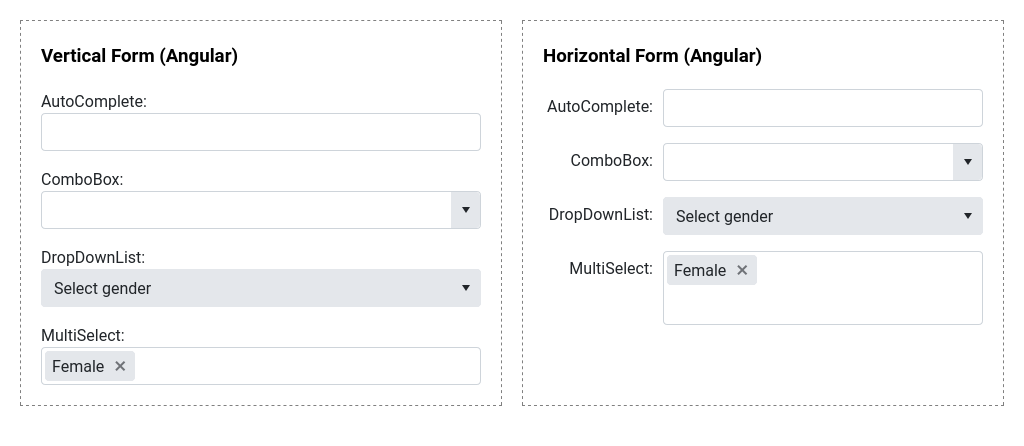 Vertical Form (Angular)
AutoComplete:
ComboBox:
DropDownList:
Select gender
MultiSelect:
Female ✕
Horizontal Form (Angular)
AutoComplete:
ComboBox:
DropDownList: Select gender
MultiSelect: Female ✕